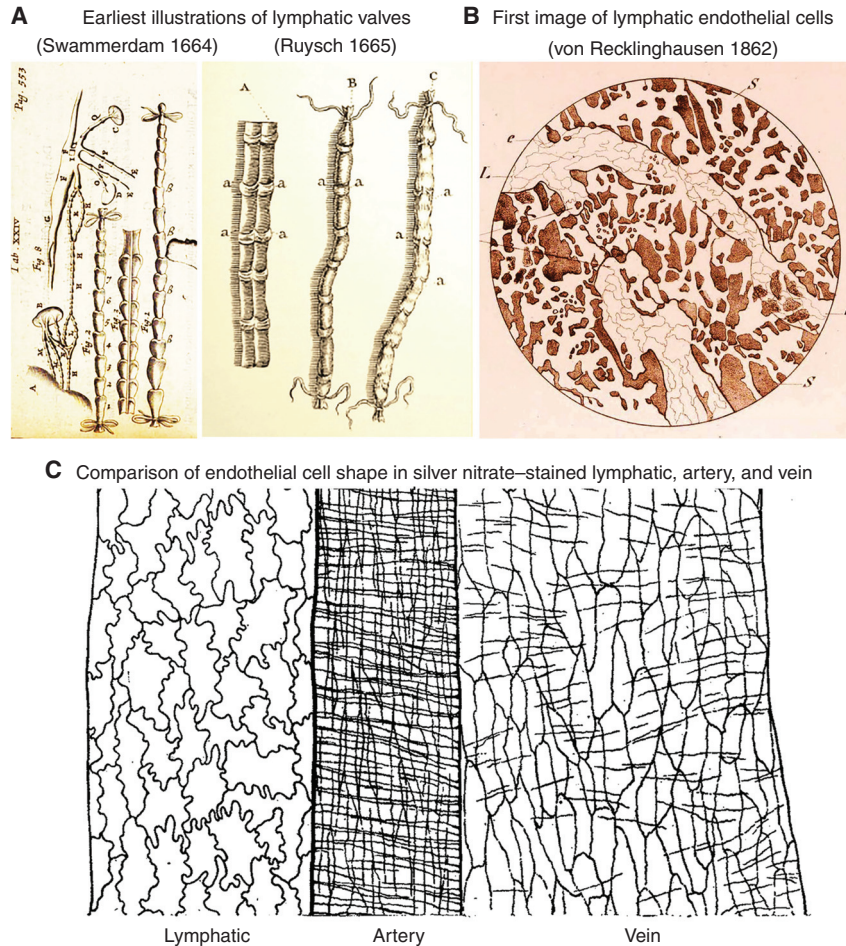 A Earliest illustrations of lymphatic valves
(Swammerdam 1664) (Ruysch 1665)
B First image of lymphatic endothelial cells
(von Recklinghausen 1862)
Pag. 553
Tab XXIV
Fig 8
A
B
C
a a
a a
a
a
a
a
a
S
e
L
s
C Comparison of endothelial cell shape in silver nitrate–stained lymphatic, artery, and vein
Lymphatic Artery Vein